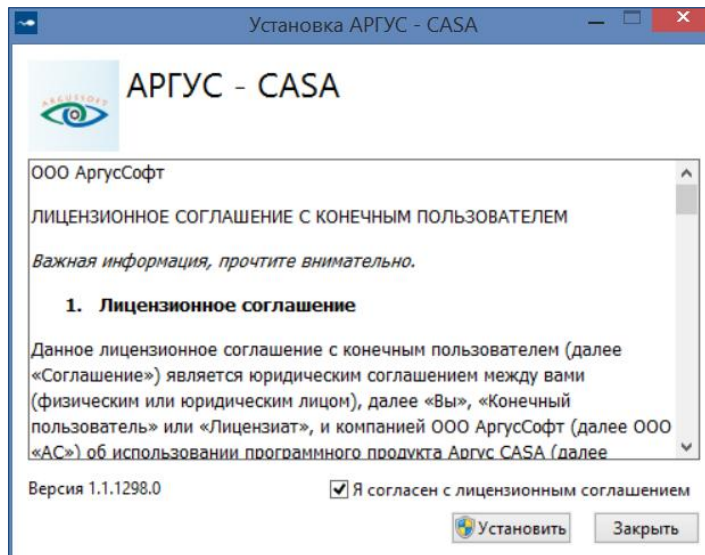 Установка АРГУС - CASA
ARGUSSOFT
АРГУС - CASA
ООО АргусСофт
ЛИЦЕНЗИОННОЕ СОГЛАШЕНИЕ С КОНЕЧНЫМ ПОЛЬЗОВАТЕЛЕМ
Важная информация, прочтите внимательно.
1. Лицензионное соглашение
Данное лицензионное соглашение с конечным пользователем (далее
«Соглашение») является юридическим соглашением между вами
(физическим или юридическим лицом), далее «Вы», «Конечный
пользователь» или «Лицензиат», и компанией ООО АргусСофт (далее ООО
«АС») об использовании программного продукта Аргус CASA (далее
Версия 1.1.1298.0
Я согласен с лицензионным соглашением
Установить
Закрыть